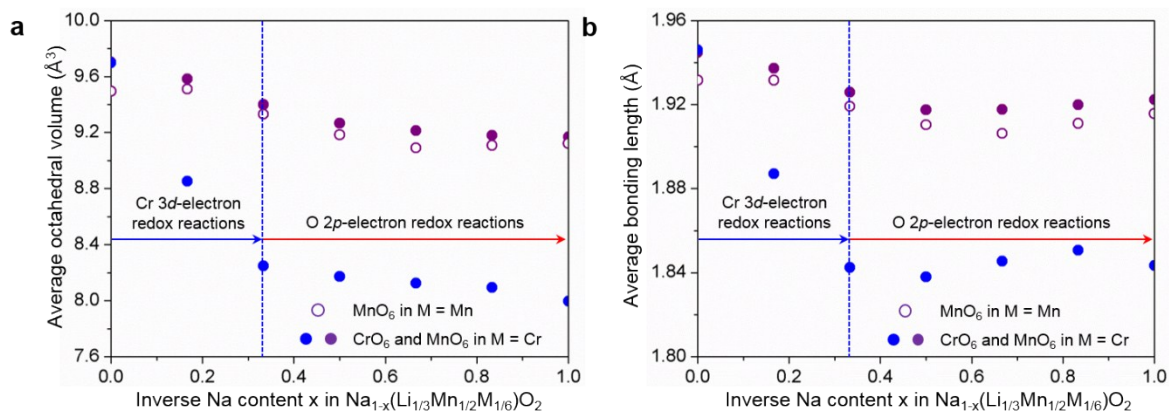 a
Average octahedral volume (Å³)
10.0
9.6
9.2
8.8
8.4
8.0
7.6
Cr 3d-electron
redox reactions
O 2p-electron redox reactions
MnO₆ in M = Mn
CrO₆ and MnO₆ in M = Cr
0.0 0.2 0.4 0.6 0.8 1.0
Inverse Na content x in Na₁₋ₓ(Li₁/₃Mn₁/₂M₁/₆)O₂
b
Average bonding length (Å)
1.96
1.92
1.88
1.84
1.80
Cr 3d-electron
redox reactions
O 2p-electron redox reactions
MnO₆ in M = Mn
CrO₆ and MnO₆ in M = Cr
0.0 0.2 0.4 0.6 0.8 1.0
Inverse Na content x in Na₁₋ₓ(Li₁/₃Mn₁/₂M₁/₆)O₂